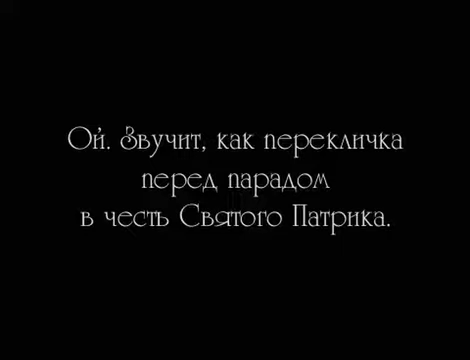 Ой. Звучит, как перекличка
перед парадом
в честь Святого Патрика.